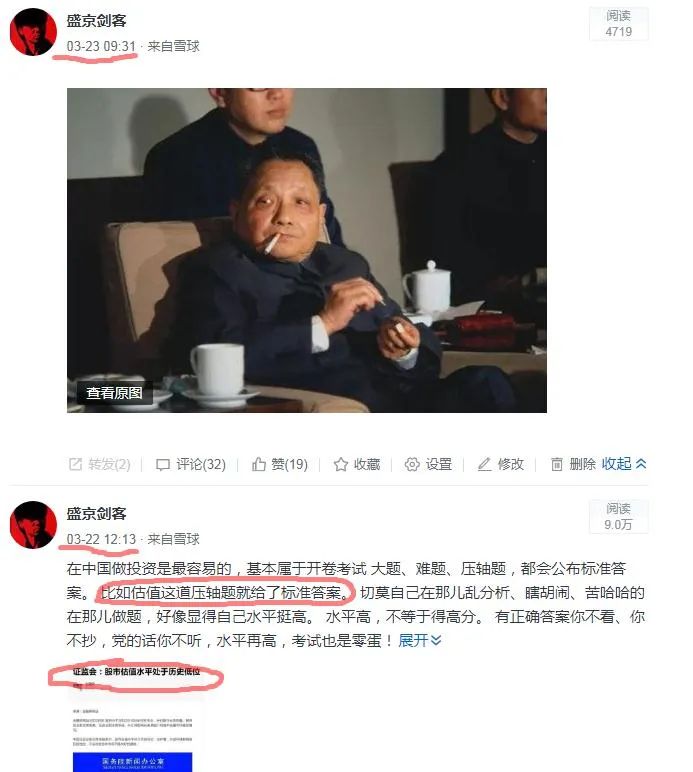 盛京剑客
03-23 09:31 · 来自雪球
阅读
4719
查看原图
转发(2)
评论(32)
赞(19)
收藏
设置
修改
删除
收起
盛京剑客
03-22 12:13 · 来自雪球
阅读
9.0万
在中国做投资是最容易的，基本属于开卷考试 大题、难题、压轴题，都会公布标准答
案。比如估值这道压轴题就给了标准答案。 切莫自己在那儿乱分析、瞎胡闹、苦哈哈的
在那儿做题，好像显得自己水平挺高。 水平高，不等于得高分。 有正确答案你不看、你
不抄，党的话你不听，水平再高，考试也是零蛋！展开
证监会：股市估值水平处于历史低位
国务院新闻办公室